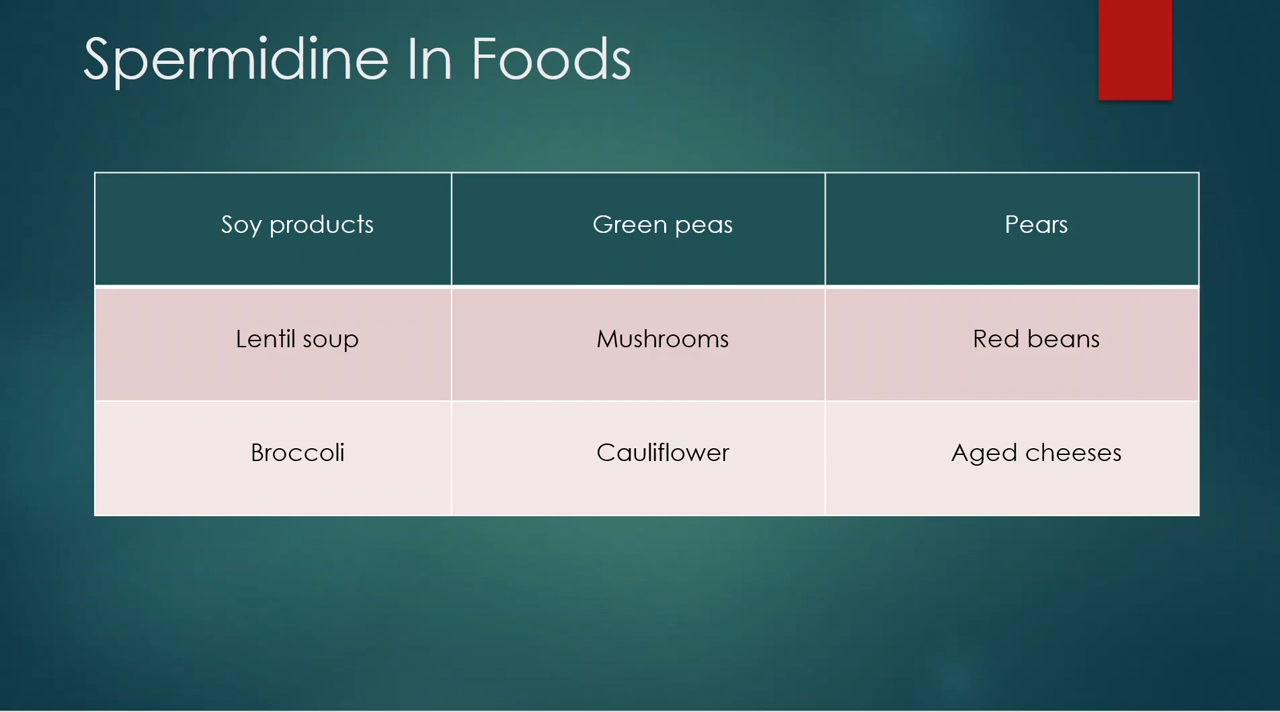 Spermidine In Foods
Soy products Green peas Pears
Lentil soup Mushrooms Red beans
Broccoli Cauliflower Aged cheeses